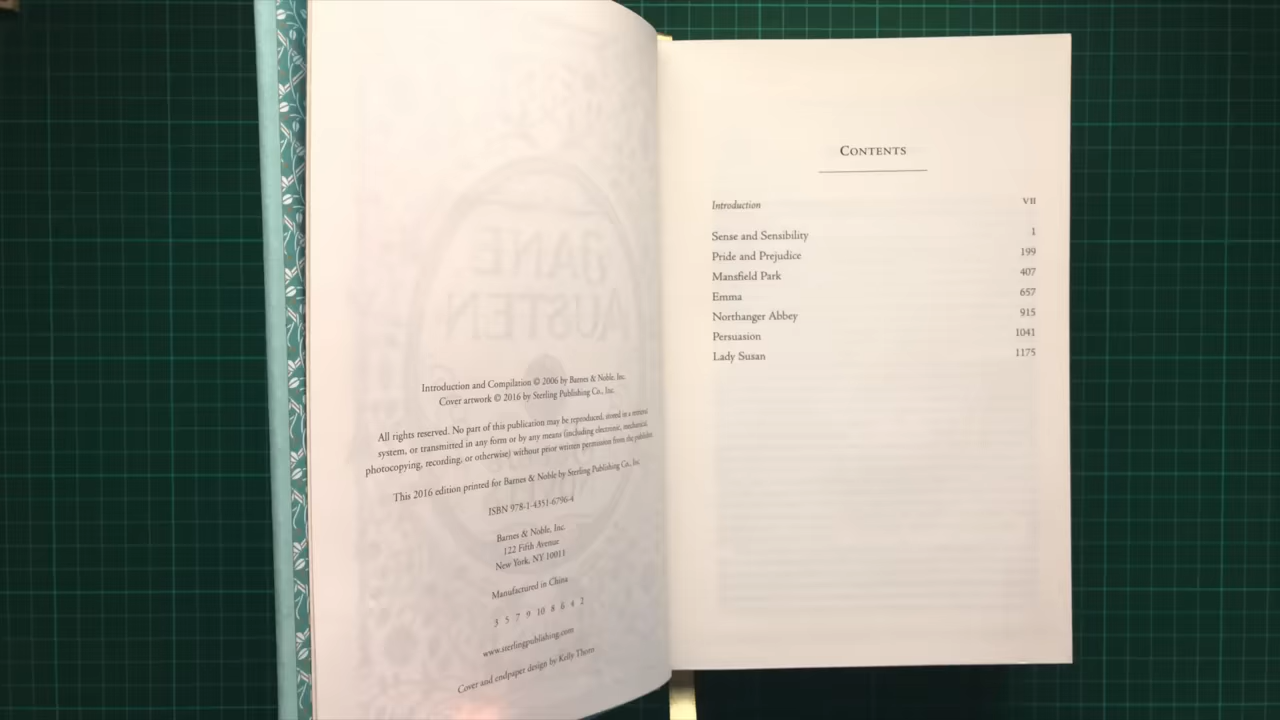 JANE
AUSTEN
Introduction and Compilation © 2006 by Barnes & Noble, Inc.
Cover artwork © 2016 by Sterling Publishing Co., Inc.
All rights reserved. No part of this publication may be reproduced, stored in a retrieval
system, or transmitted in any form or by any means (including electronic, mechanical,
photocopying, recording, or otherwise) without prior written permission from the publisher.
This 2016 edition printed for Barnes & Noble by Sterling Publishing Co., Inc.
ISBN 978-1-4351-6796-4
Barnes & Noble, Inc.
122 Fifth Avenue
New York, NY 10011
Manufactured in China
3 5 7 9 10 8 6 4 2
www.sterlingpublishing.com
Cover and endpaper design by Kelly Thorn
CONTENTS
Introduction VII
Sense and Sensibility 1
Pride and Prejudice 199
Mansfield Park 407
Emma 657
Northanger Abbey 915
Persuasion 1041
Lady Susan 1175